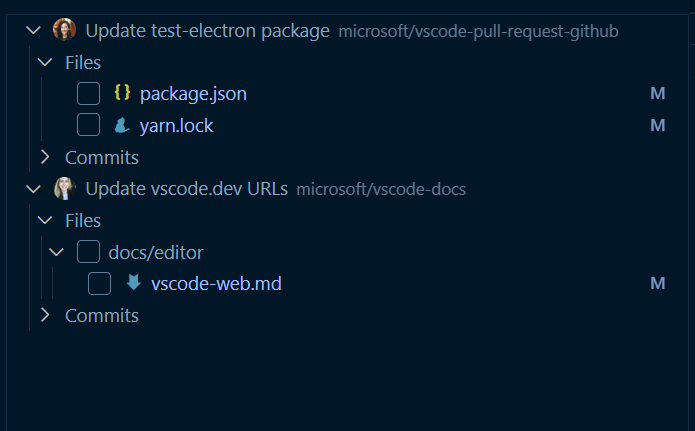 Update test-electron package microsoft/vscode-pull-request-github
Files
{} package.json M
yarn.lock M
Commits
Update vscode.dev URLs microsoft/vscode-docs
Files
docs/editor
vscode-web.md M
Commits